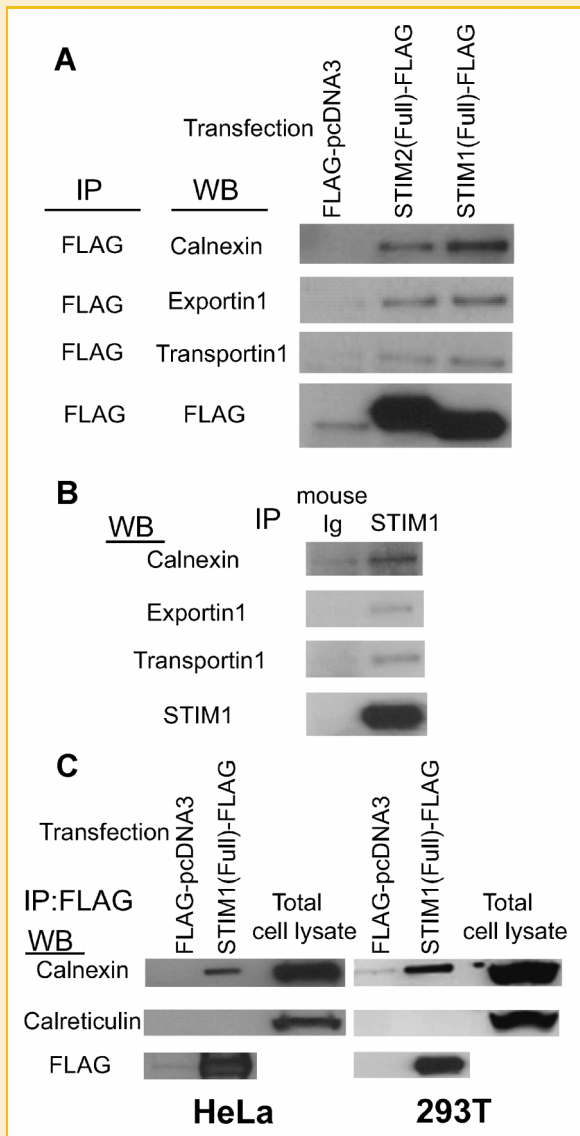 A
Transfection
FLAG-pcDNA3
STIM2(Full)-FLAG
STIM1(Full)-FLAG
IP WB
FLAG Calnexin
FLAG Exportin1
FLAG Transportin1
FLAG FLAG
B
WB IP mouse Ig STIM1
Calnexin
Exportin1
Transportin1
STIM1
C
Transfection
FLAG-pcDNA3
STIM1(Full)-FLAG
FLAG-pcDNA3
STIM1(Full)-FLAG
IP:FLAG
Total cell lysate
Total cell lysate
WB
Calnexin
Calreticulin
FLAG
HeLa 293T